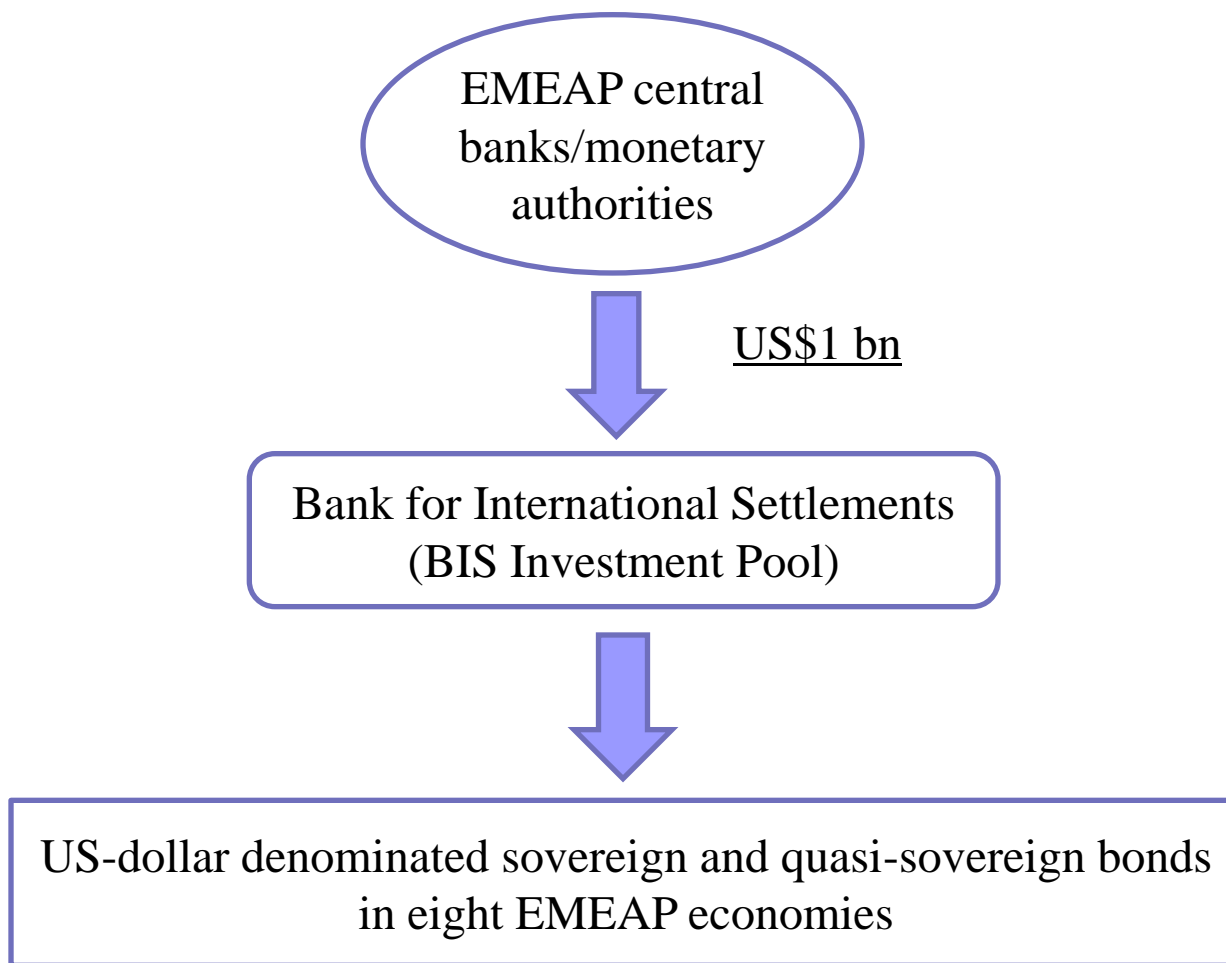 EMEAP central
banks/monetary
authorities
US$1 bn
Bank for International Settlements
(BIS Investment Pool)
US-dollar denominated sovereign and quasi-sovereign bonds
in eight EMEAP economies